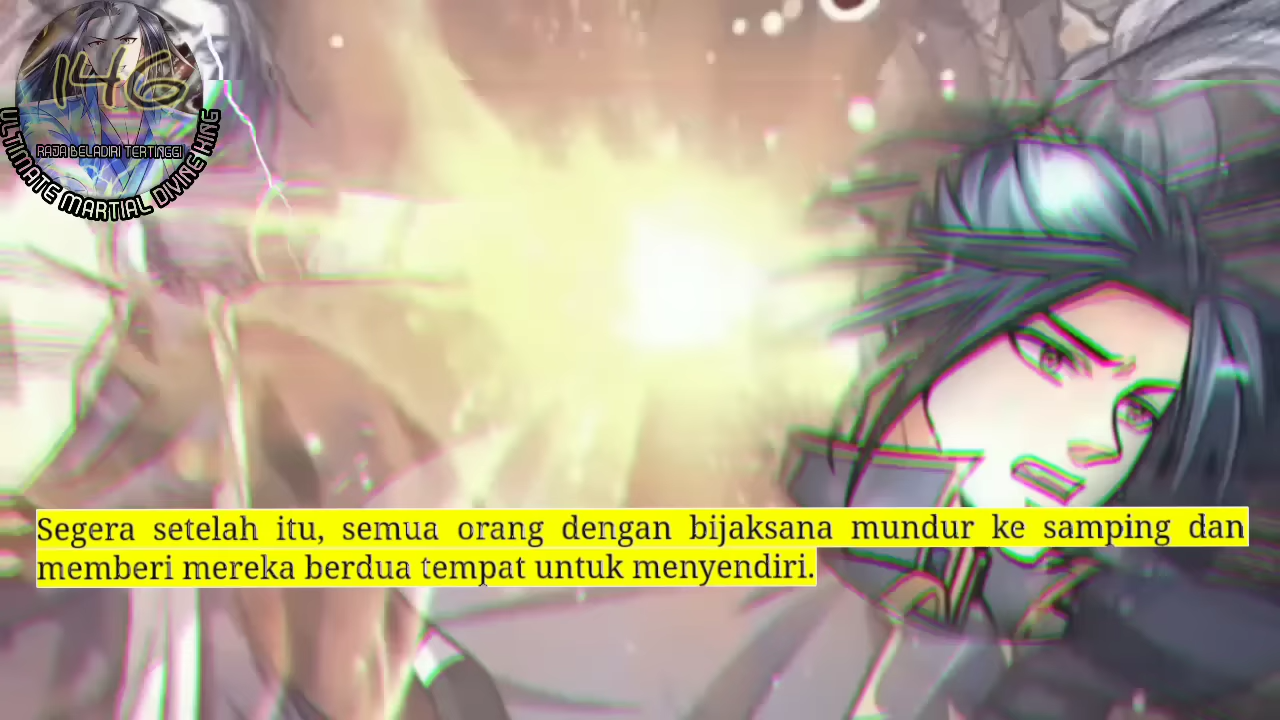 146
RAJA BELADIRI TERTINGGI
ULTIMATE MARTIAL DIVINE KING
Segera setelah itu, semua orang dengan bijaksana mundur ke samping dan
memberi mereka berdua tempat untuk menyendiri.